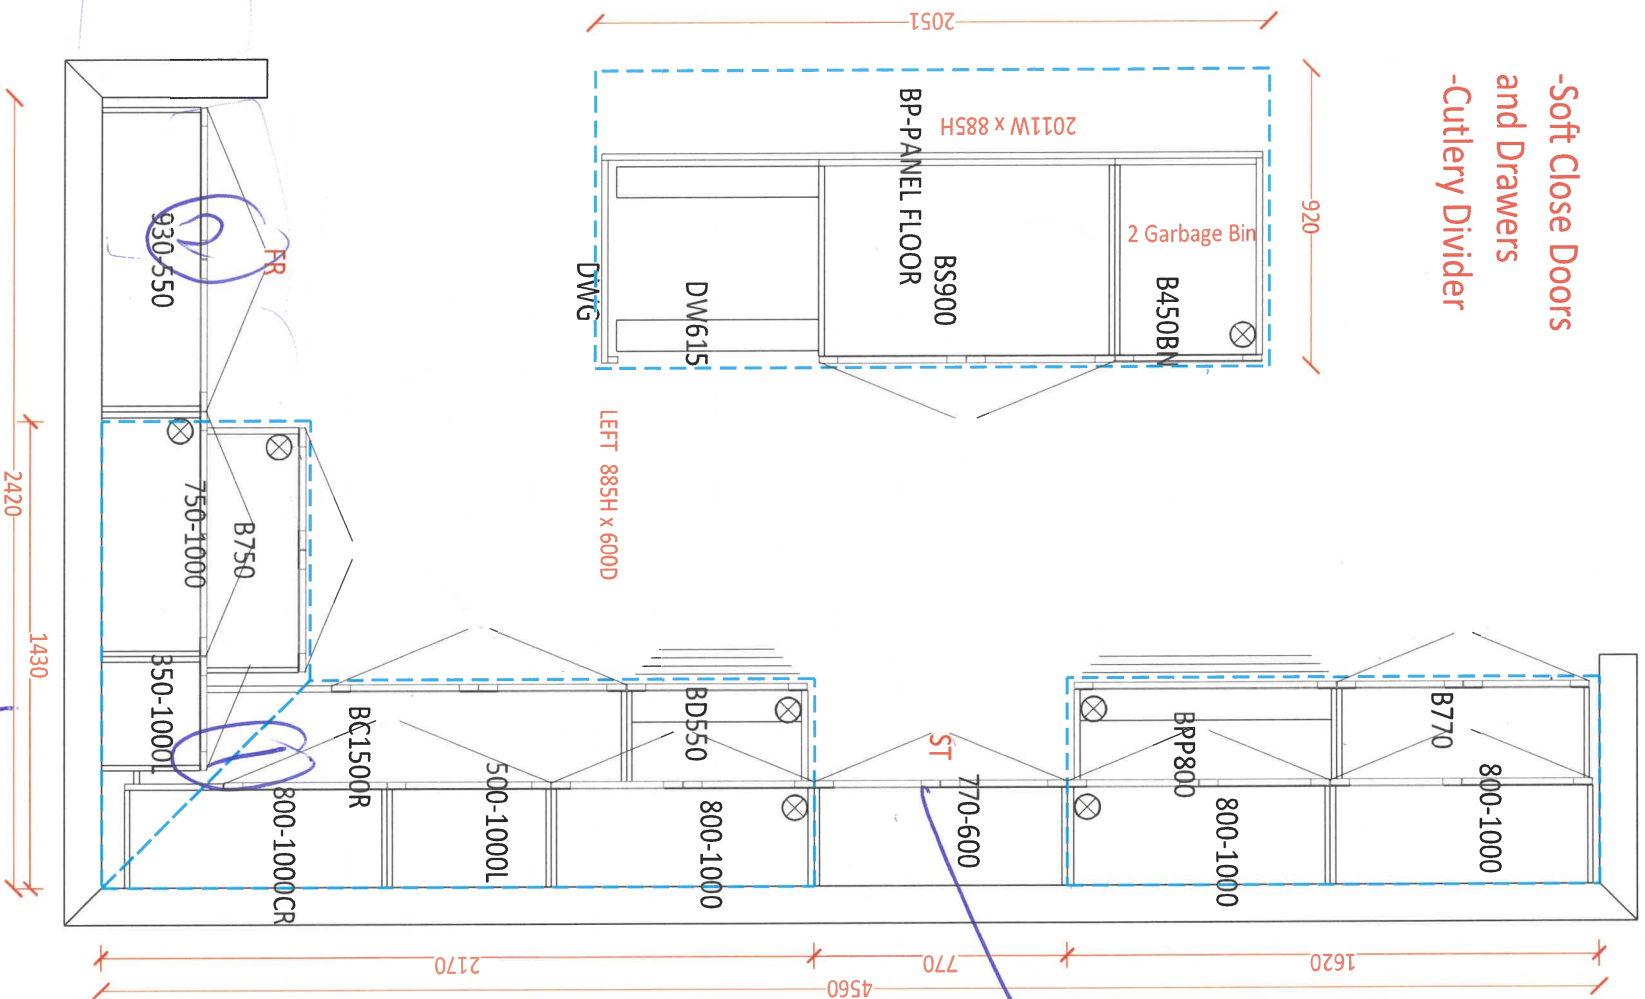 -Soft Close Doors
and Drawers
-Cutlery Divider
2051
920
2011W x 885H
BP-PANEL FLOOR
2 Garbage Bin
BS900
B450BN
DW615
DWG
LEFT 885H x 600D
930-550
FR
750-1000
B750
350-1000L
BC1500R
BD550
ST
BPP800
B770
800-1000CR
500-1000L
800-1000
770-600
800-1000
800-1000
2420
1430
2170
770
1620
4560